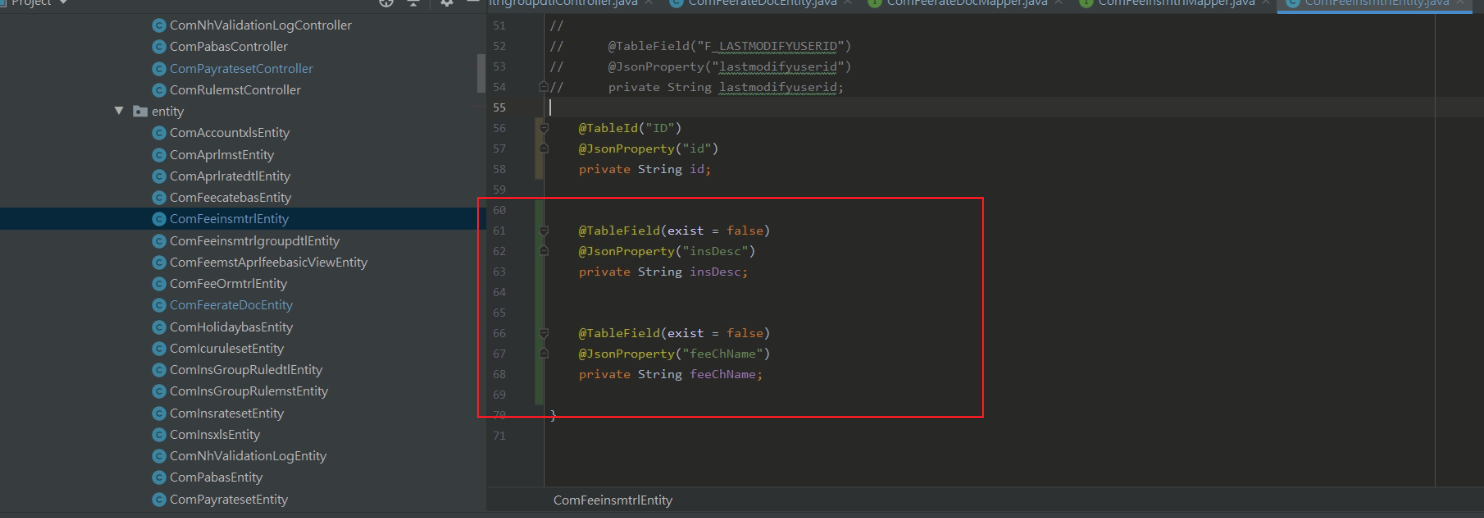 Project
ComNhValidationLogController
ComPabasController
ComPayratesetController
ComRulemstController
entity
ComAccountxlsEntity
ComAprlmstEntity
ComAprlratedtlEntity
ComFeecatebasEntity
ComFeeinsmtrlEntity
ComFeeinsmtrlgroupdtlEntity
ComFeemstAprlfeebasicViewEntity
ComFeeOrmtrlEntity
ComFeerateDocEntity
ComHolidaybasEntity
ComIcurulesetEntity
ComInsGroupRuledtlEntity
ComInsGroupRulemstEntity
ComInsratesetEntity
ComInsxlsEntity
ComNhValidationLogEntity
ComPabasEntity
ComPayratesetEntity
ntrlgroupdtlController.java ComFeerateDocEntity.java ComFeerateDocMapper.java ComFeeinsmtrlMapper.java ComFeeinsmtrlEntity.java
51 //
52 // @TableField("F_LASTMODIFYUSERID")
53 // @JsonProperty("lastmodifyuserid")
54 // private String lastmodifyuserid;
55
56 @TableId("ID")
57 @JsonProperty("id")
58 private String id;
59
60
61 @TableField(exist = false)
62 @JsonProperty("insDesc")
63 private String insDesc;
64
65
66 @TableField(exist = false)
67 @JsonProperty("feeChName")
68 private String feeChName;
69
70 }
71
ComFeeinsmtrlEntity